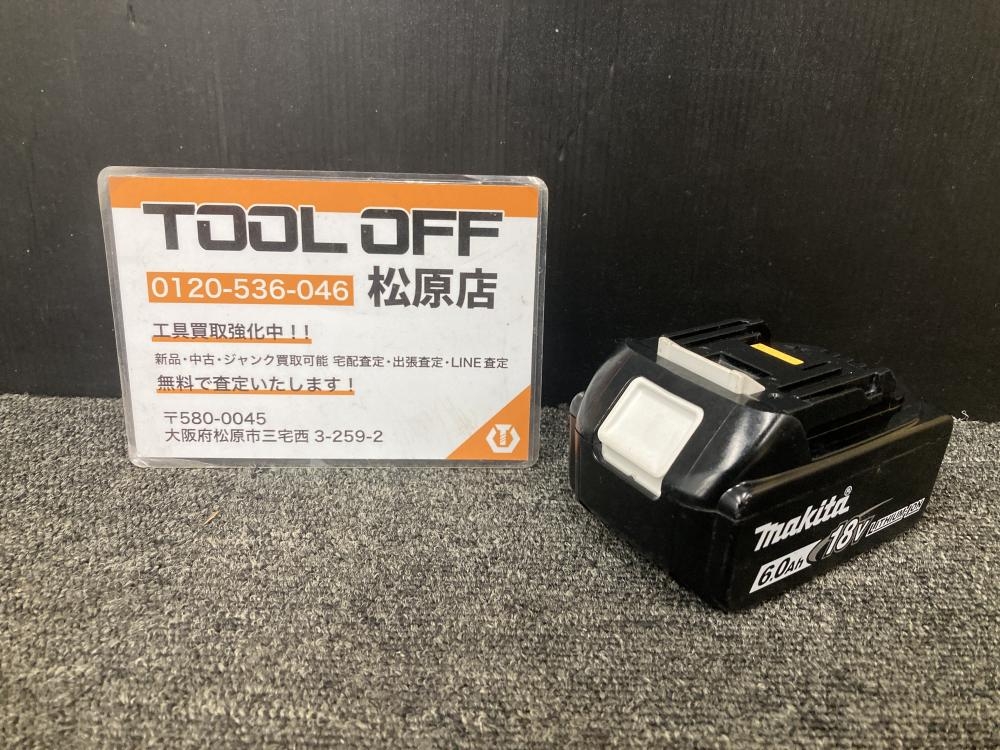 TOOL OFF
0120-536-046 松原店
工具買取強化中!!
新品・中古・ジャンク買取可能 宅配査定・出張査定・LINE査定
無料で査定いたします!
〒580-0045
大阪府松原市三宅西 3-259-2
makita®
6.0Ah 18V LITHIUM-ION